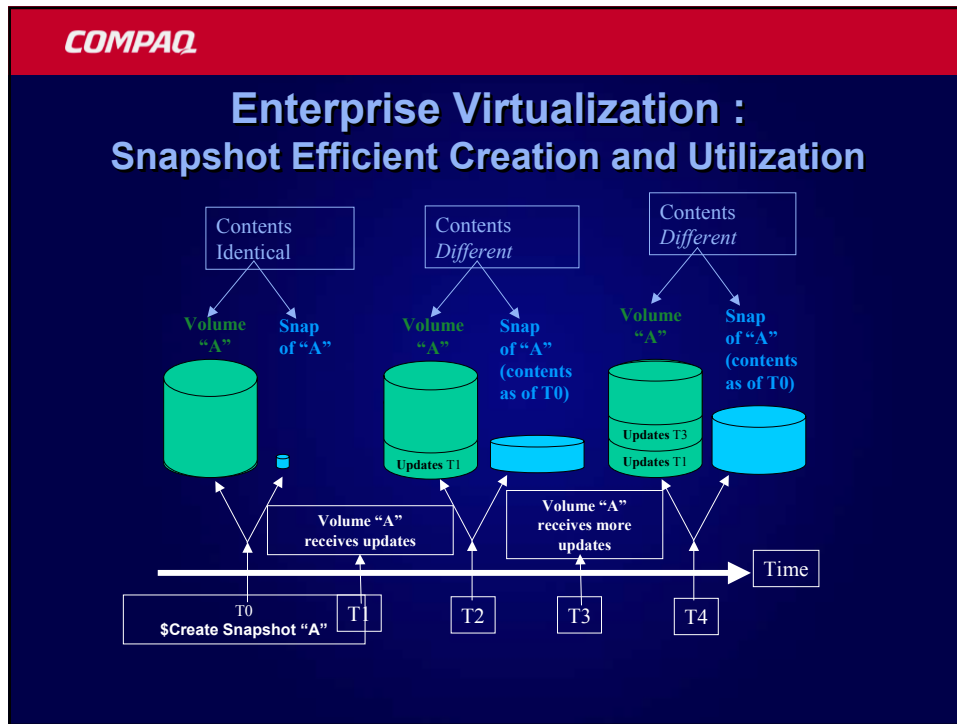 COMPAQ
Enterprise Virtualization :
Snapshot Efficient Creation and Utilization
Contents
Identical
Contents
Different
Contents
Different
Volume
“A”
Snap
of “A”
Volume
“A”
Snap
of “A”
(contents
as of T0)
Volume
“A”
Snap
of “A”
(contents
as of T0)
Updates T1
Updates T3
Updates T1
Volume “A”
receives updates
Volume “A”
receives more
updates
Time
T0
$Create Snapshot “A”
T1
T2
T3
T4